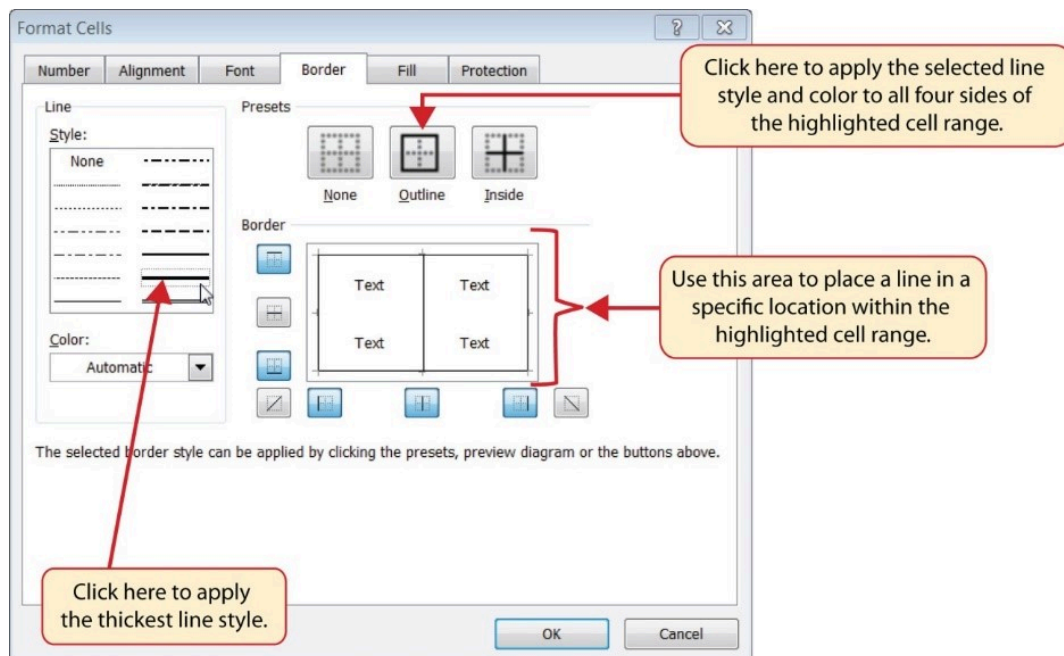 Format Cells
Number Alignment Font Border Fill Protection
Click here to apply the selected line
style and color to all four sides of
the highlighted cell range.
Line
Style:
None
Presets
None Outline Inside
Border
Text Text
Text Text
Use this area to place a line in a
specific location within the
highlighted cell range.
Color:
Automatic
The selected border style can be applied by clicking the presets, preview diagram or the buttons above.
Click here to apply
the thickest line style.
OK Cancel